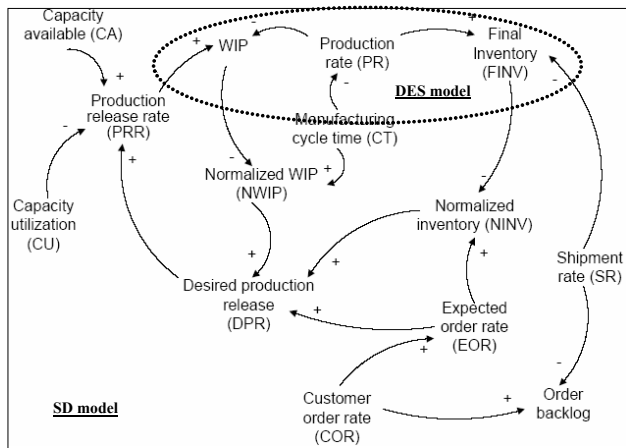 Capacity
available (CA)
+
WIP
+
-
Production
rate (PR)
+
Final
Inventory
(FINV)
-
DES model
-
Production
release rate
(PRR)
-
+
Manufacturing
cycle time (CT)
-
Normalized WIP
(NWIP)
+
-
Capacity
utilization
(CU)
Normalized
inventory (NINV)
+
+
+
Shipment
rate (SR)
Desired production
release
(DPR)
+
Expected
order rate
(EOR)
+
-
Customer
order rate
(COR)
+
Order
backlog
SD model